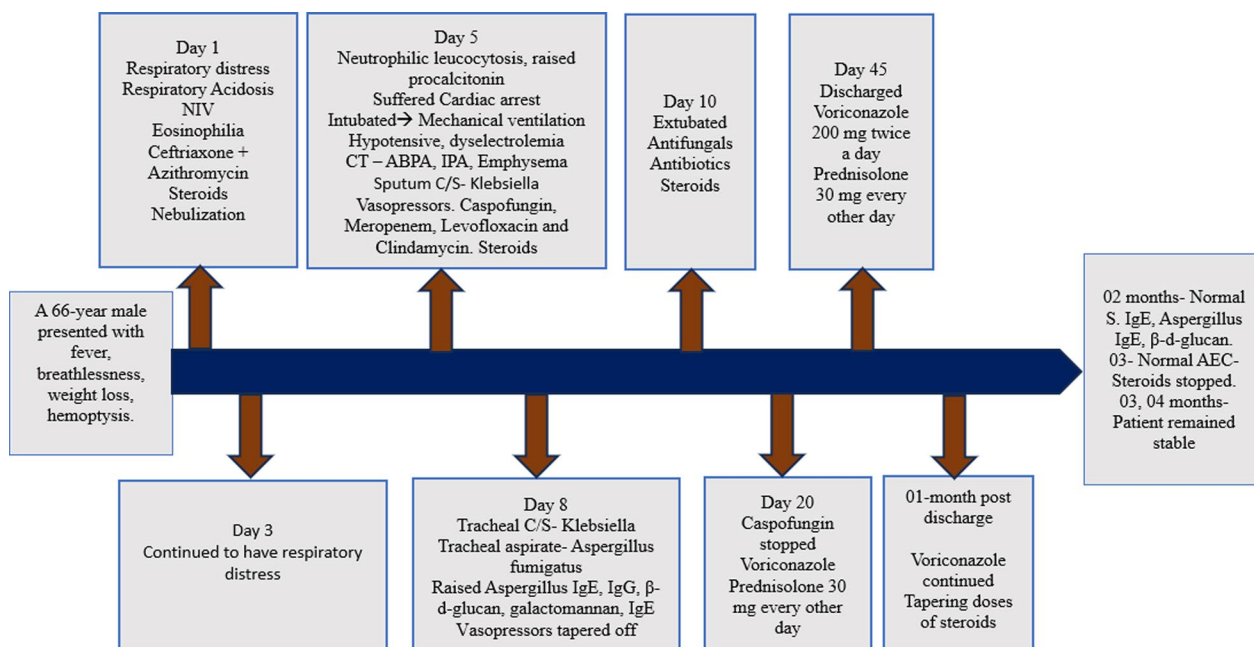 A 66-year male
presented with
fever,
breathlessness,
weight loss,
hemoptysis.
Day 1
Respiratory distress
Respiratory Acidosis
NIV
Eosinophilia
Ceftriaxone +
Azithromycin
Steroids
Nebulization
Day 3
Continued to have respiratory
distress
Day 5
Neutrophilic leucocytosis, raised
procalcitonin
Suffered Cardiac arrest
Intubated→ Mechanical ventilation
Hypotensive, dyselectrolemia
CT – ABPA, IPA, Emphysema
Sputum C/S- Klebsiella
Vasopressors. Caspofungin,
Meropenem, Levofloxacin and
Clindamycin. Steroids
Day 8
Tracheal C/S- Klebsiella
Tracheal aspirate- Aspergillus
fumigatus
Raised Aspergillus IgE, IgG, β-
d-glucan, galactomannan, IgE
Vasopressors tapered off
Day 10
Extubated
Antifungals
Antibiotics
Steroids
Day 20
Caspofungin
stopped
Voriconazole
Prednisolone 30
mg every other
day
Day 45
Discharged
Voriconazole
200 mg twice
a day
Prednisolone
30 mg every
other day
01-month post
discharge
Voriconazole
continued
Tapering doses
of steroids
02 months- Normal
S. IgE, Aspergillus
IgE, β-d-glucan.
03- Normal AEC-
Steroids stopped.
03, 04 months-
Patient remained
stable